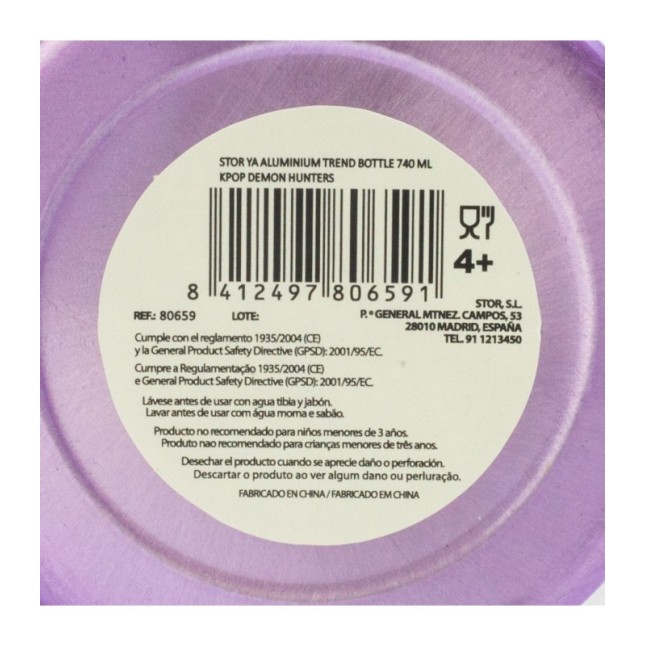 STOR YA ALUMINIUM TREND BOTTLE 740 ML
KPOP DEMON HUNTERS
4+
8 412497 806591
STOR, S.L.
REF.: 80659 LOTE: P.º GENERAL MTNEZ. CAMPOS, 53
28010 MADRID, ESPAÑA
TEL. 91 1213450
Cumple con el reglamento 1935/2004 (CE)
y la General Product Safety Directive (GPSD): 2001/95/EC.
Cumpre a Regulamentação 1935/2004 (CE)
e General Product Safety Directive (GPSD): 2001/95/EC.
Lávese antes de usar con agua tibia y jabón.
Lavar antes de usar com água morna e sabão.
Producto no recomendado para niños menores de 3 años.
Produto nao recomendado para crianças menores de três anos.
Desechar el producto cuando se aprecie daño o perforación.
Descartar o produto ao ver algum dano ou perluração.
FABRICADO EN CHINA / FABRICADO EM CHINA